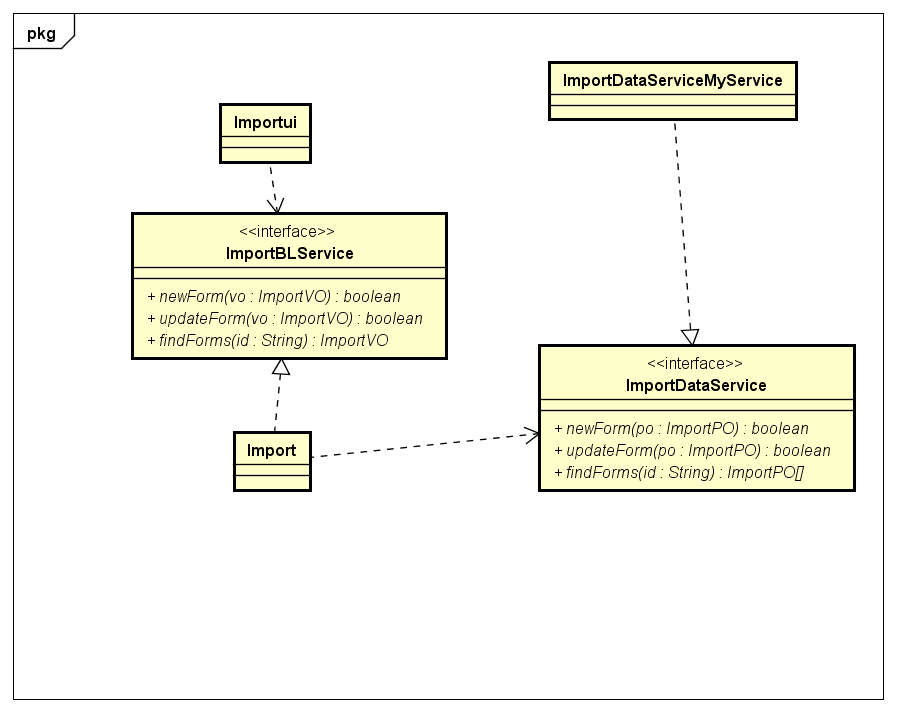 pkg
ImportDataServiceMyService
Importui
<<interface>>
ImportBLService
+ newForm(vo : ImportVO) : boolean
+ updateForm(vo : ImportVO) : boolean
+ findForms(id : String) : ImportVO
<<interface>>
ImportDataService
+ newForm(po : ImportPO) : boolean
+ updateForm(po : ImportPO) : boolean
+ findForms(id : String) : ImportPO[]
Import